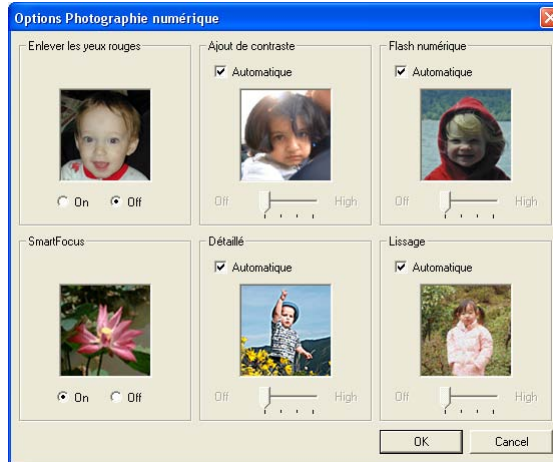 Options Photographie numérique
Enlever les yeux rouges
Ajout de contraste
Flash numérique
Automatique
Automatique
On
Off
Off
High
Off
High
SmartFocus
Détaillé
Lissage
Automatique
Automatique
On
Off
Off
High
Off
High
OK
Cancel